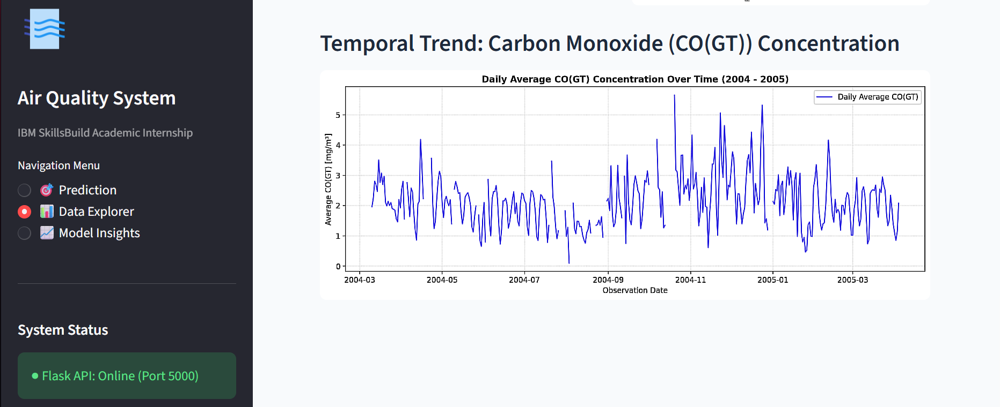 Air Quality System
IBM SkillsBuild Academic Internship
Navigation Menu
Prediction
Data Explorer
Model Insights
System Status
Flask API: Online (Port 5000)
Temporal Trend: Carbon Monoxide (CO(GT)) Concentration
Daily Average CO(GT) Concentration Over Time (2004 - 2005)
Daily Average CO(GT)
Average CO(GT) [mg/m³]
5
4
3
2
1
0
2004-03 2004-05 2004-07 2004-09 2004-11 2005-01 2005-03
Observation Date